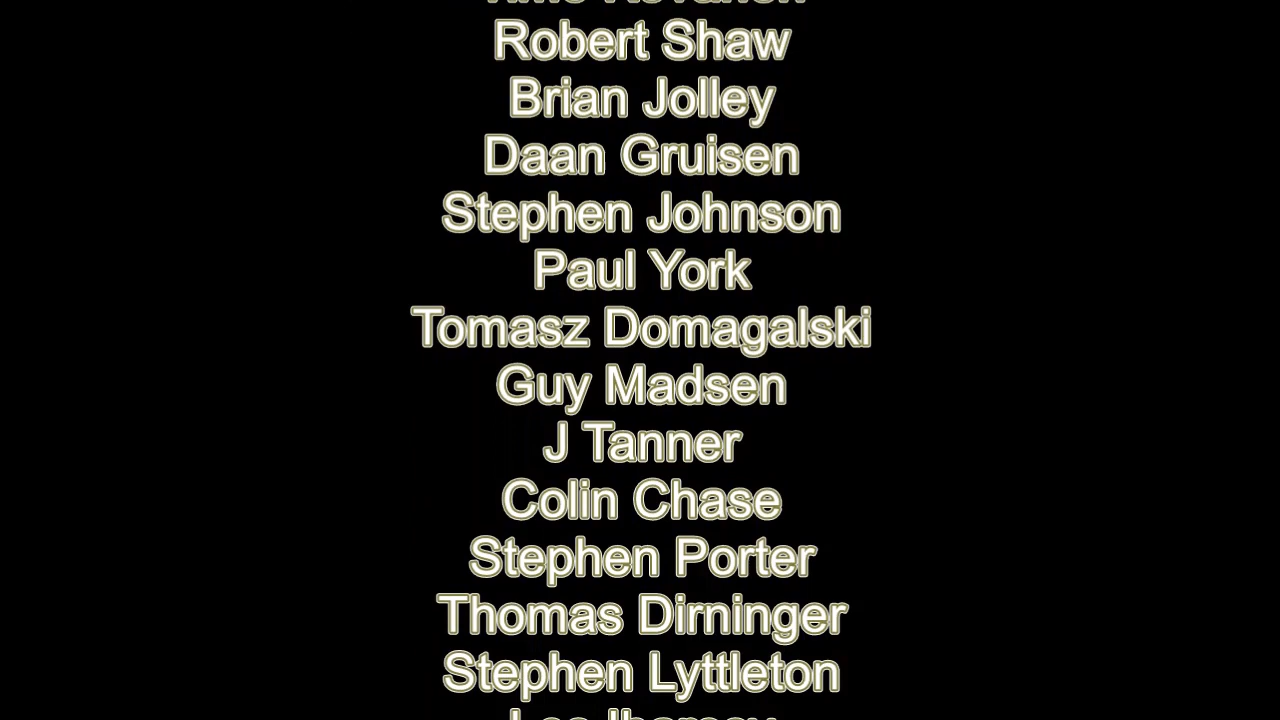 Robert Shaw
Brian Jolley
Daan Gruisen
Stephen Johnson
Paul York
Tomasz Domagalski
Guy Madsen
J Tanner
Colin Chase
Stephen Porter
Thomas Dirninger
Stephen Lyttleton